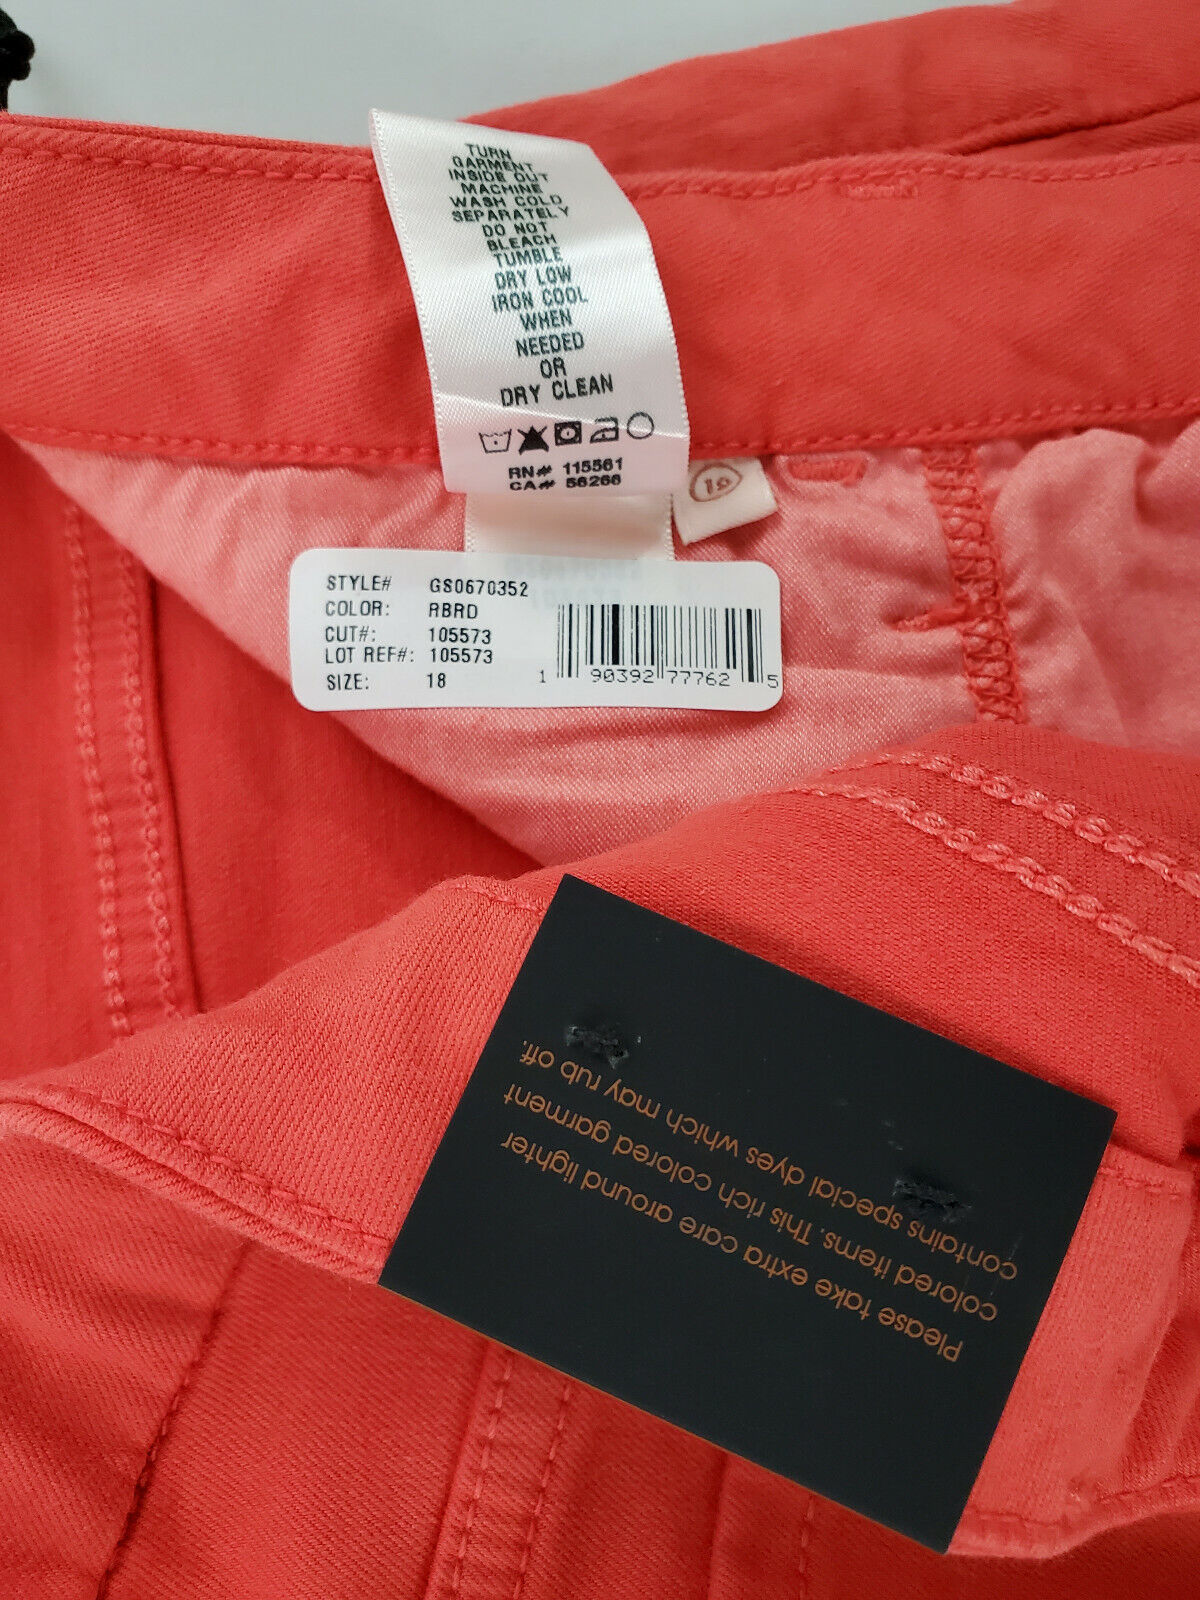 TURN
GARMENT
INSIDE OUT
MACHINE
WASH COLD
SEPARATELY
DO NOT
BLEACH
TUMBLE
DRY LOW
IRON COOL
WHEN
NEEDED
OR
DRY CLEAN
RN# 115561
CA# 56266
STYLE# GS0670352
COLOR: RBRD
CUT#: 105573
LOT REF#: 105573
SIZE: 18
1 90392 77762 5
Please take extra care around lighter
colored items. This rich colored garment
contains special dyes which may rub off.